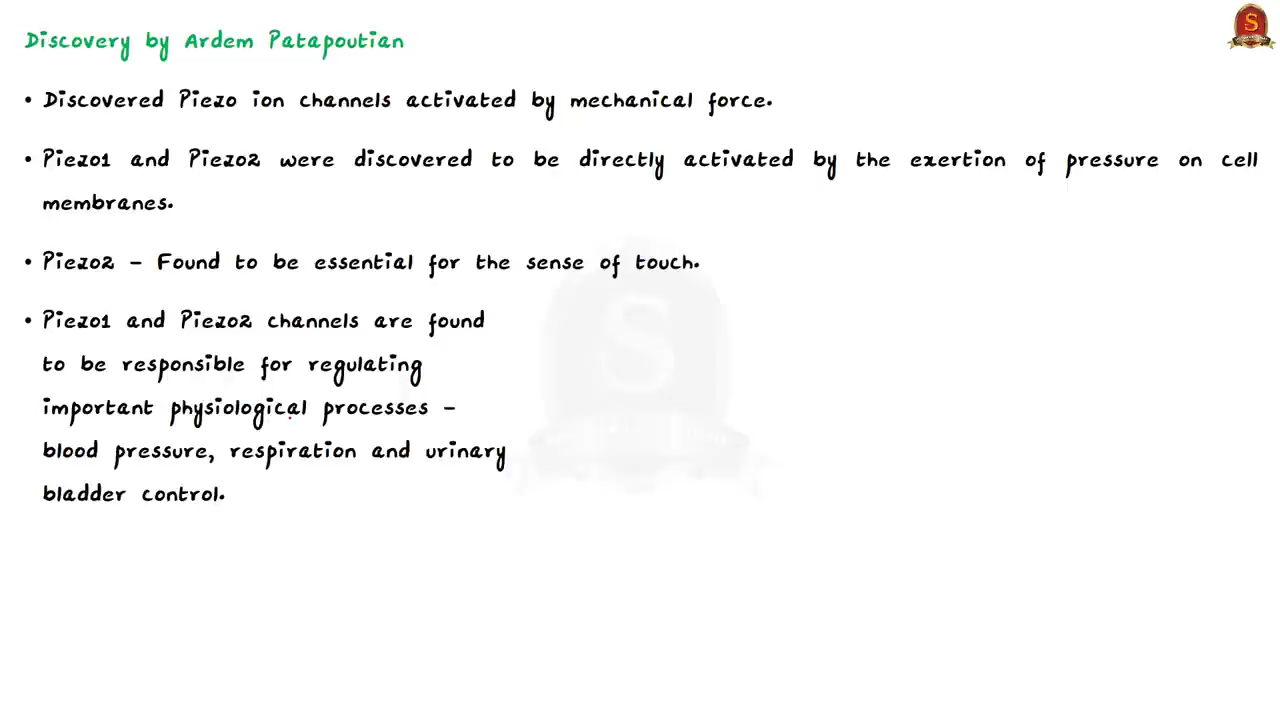 Discovery by Ardem Patapoutian
• Discovered Piezo ion channels activated by mechanical force.
• Piezo1 and Piezo2 were discovered to be directly activated by the exertion of pressure on cell
membranes.
• Piezo2 – Found to be essential for the sense of touch.
• Piezo1 and Piezo2 channels are found
to be responsible for regulating
important physiological processes –
blood pressure, respiration and urinary
bladder control.
S
S